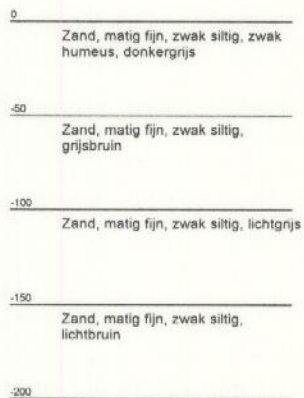 0
Zand, matig fijn, zwak siltig, zwak
humeus, donkergrijs
-50
Zand, matig fijn, zwak siltig,
grijsbruin
-100
Zand, matig fijn, zwak siltig, lichtgrijs
-150
Zand, matig fijn, zwak siltig,
lichtbruin
-200